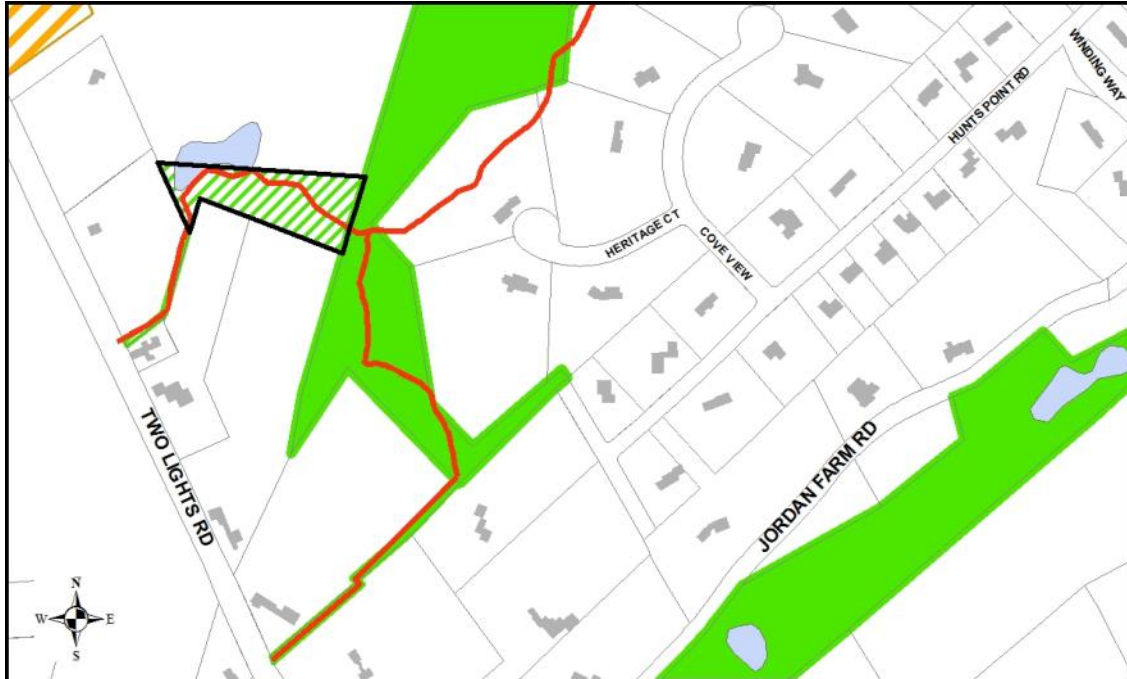 WINDING WAY
HUNTS POINT RD
HERITAGE CT
COVE VIEW
TWO LIGHTS RD
JORDAN FARM RD
N
W E
S